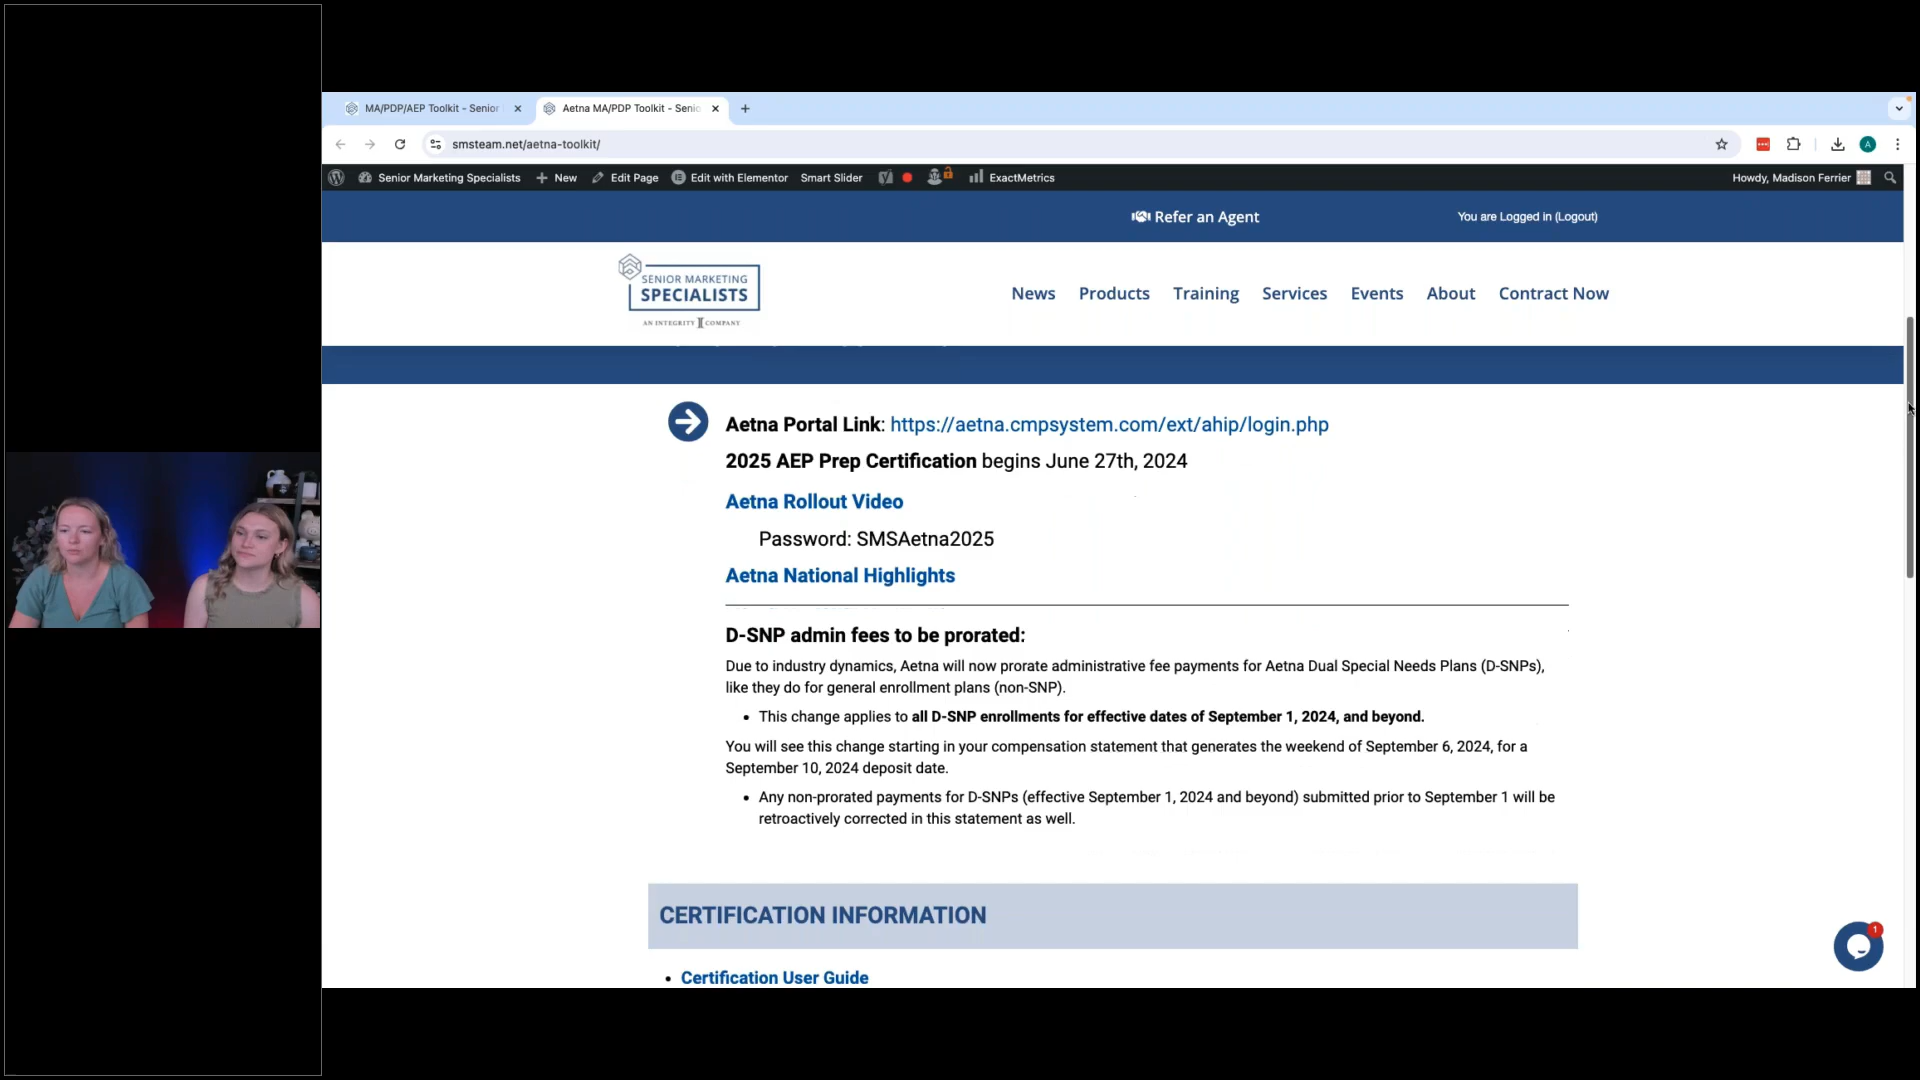 MA/PDP/AEP Toolkit - Senior
Aetna MA/PDP Toolkit - Senio
smsteam.net/aetna-toolkit/
A
Senior Marketing Specialists New Edit Page Edit with Elementor Smart Slider ExactMetrics Howdy, Madison Ferrier
Refer an Agent You are Logged in (Logout)
SENIOR MARKETING
SPECIALISTS
AN INTEGRITY COMPANY
News Products Training Services Events About Contract Now
Aetna Portal Link: https://aetna.cmpsystem.com/ext/ahip/login.php
2025 AEP Prep Certification begins June 27th, 2024
Aetna Rollout Video
Password: SMSAetna2025
Aetna National Highlights
D-SNP admin fees to be prorated:
Due to industry dynamics, Aetna will now prorate administrative fee payments for Aetna Dual Special Needs Plans (D-SNPs),
like they do for general enrollment plans (non-SNP).
• This change applies to all D-SNP enrollments for effective dates of September 1, 2024, and beyond.
You will see this change starting in your compensation statement that generates the weekend of September 6, 2024, for a
September 10, 2024 deposit date.
• Any non-prorated payments for D-SNPs (effective September 1, 2024 and beyond) submitted prior to September 1 will be
retroactively corrected in this statement as well.
CERTIFICATION INFORMATION
• Certification User Guide
1